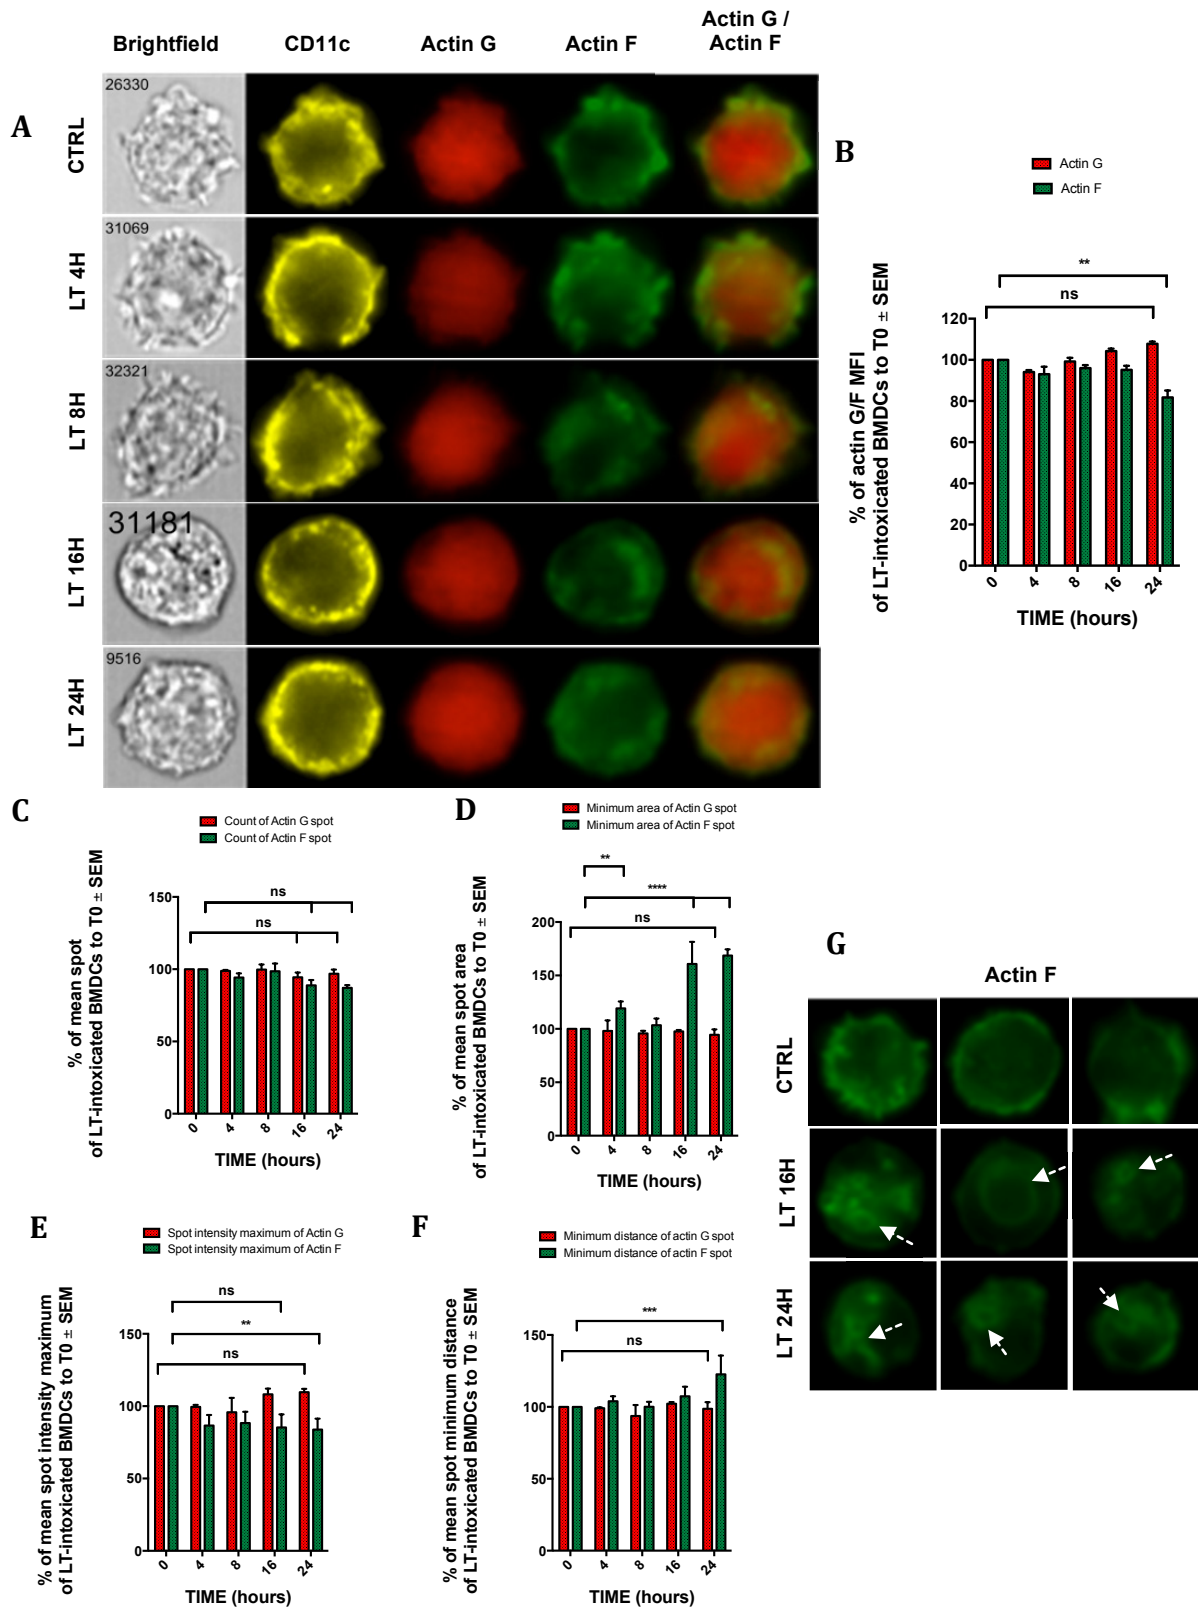 Brightfield CD11c Actin G Actin F Actin G /
Actin F
A
CTRL
26330
LT 4H
31069
LT 8H
32321
LT 16H
31181
LT 24H
9516
B
Actin G
Actin F
**
ns
% of actin G/F MFI
of LT-intoxicated BMDCs to T0 ± SEM
120
100
80
60
40
20
0
0 4 8 16 24
TIME (hours)
C
Count of Actin G spot
Count of Actin F spot
ns
ns
% of mean spot
of LT-intoxicated BMDCs to T0 ± SEM
150
100
50
0
0 4 8 16 24
TIME (hours)
D
Minimum area of Actin G spot
Minimum area of Actin F spot
**
****
ns
% of mean spot area
of LT-intoxicated BMDCs to T0 ± SEM
200
150
100
50
0
0 4 8 16 24
TIME (hours)
E
Spot intensity maximum of Actin G
Spot intensity maximum of Actin F
ns
**
ns
% of mean spot intensity maximum
of LT-intoxicated BMDCs to T0 ± SEM
150
100
50
0
0 4 8 16 24
TIME (hours)
F
Minimum distance of actin G spot
Minimum distance of actin F spot
***
ns
% of mean spot minimum distance
of LT-intoxicated BMDCs to T0 ± SEM
150
100
50
0
0 4 8 16 24
TIME (hours)
G
Actin F
CTRL
LT 16H
LT 24H